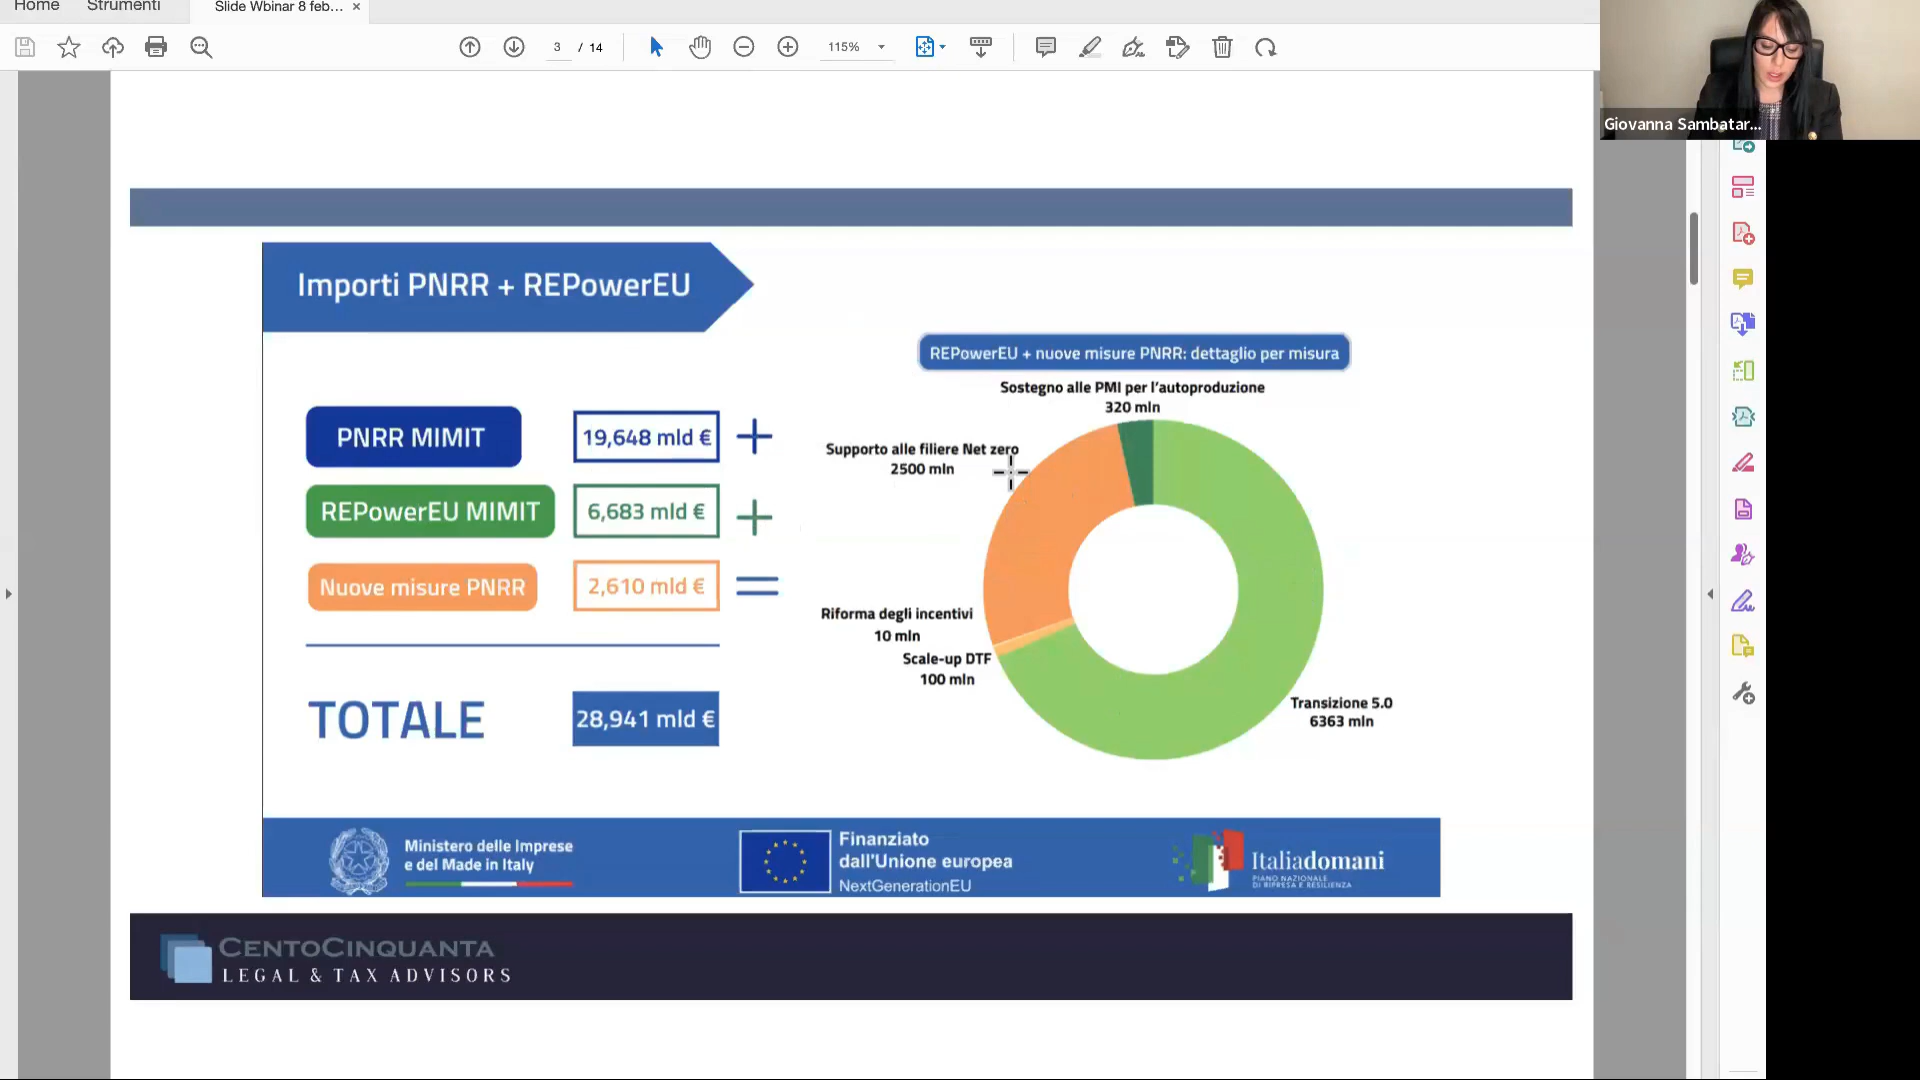 Home
Strumenti
Slide Wbinar 8 feb... ×
3 / 14
115%
Giovanna Sambatar...
Importi PNRR + REPowerEU
REPowerEU + nuove misure PNRR: dettaglio per misura
PNRR MIMIT 19,648 mld € +
REPowerEU MIMIT 6,683 mld € +
Nuove misure PNRR 2,610 mld € =
TOTALE 28,941 mld €
Sostegno alle PMI per l'autoproduzione
320 mln
Supporto alle filiere Net zero
2500 mln
Riforma degli incentivi
10 mln
Scale-up DTF
100 mln
Transizione 5.0
6363 mln
Ministero delle Imprese
e del Made in Italy
Finanziato
dall'Unione europea
NextGenerationEU
Italiadomani
PIANO NAZIONALE
DI RIPRESA E RESILIENZA
CENTOCINQUANTA
LEGAL & TAX ADVISORS